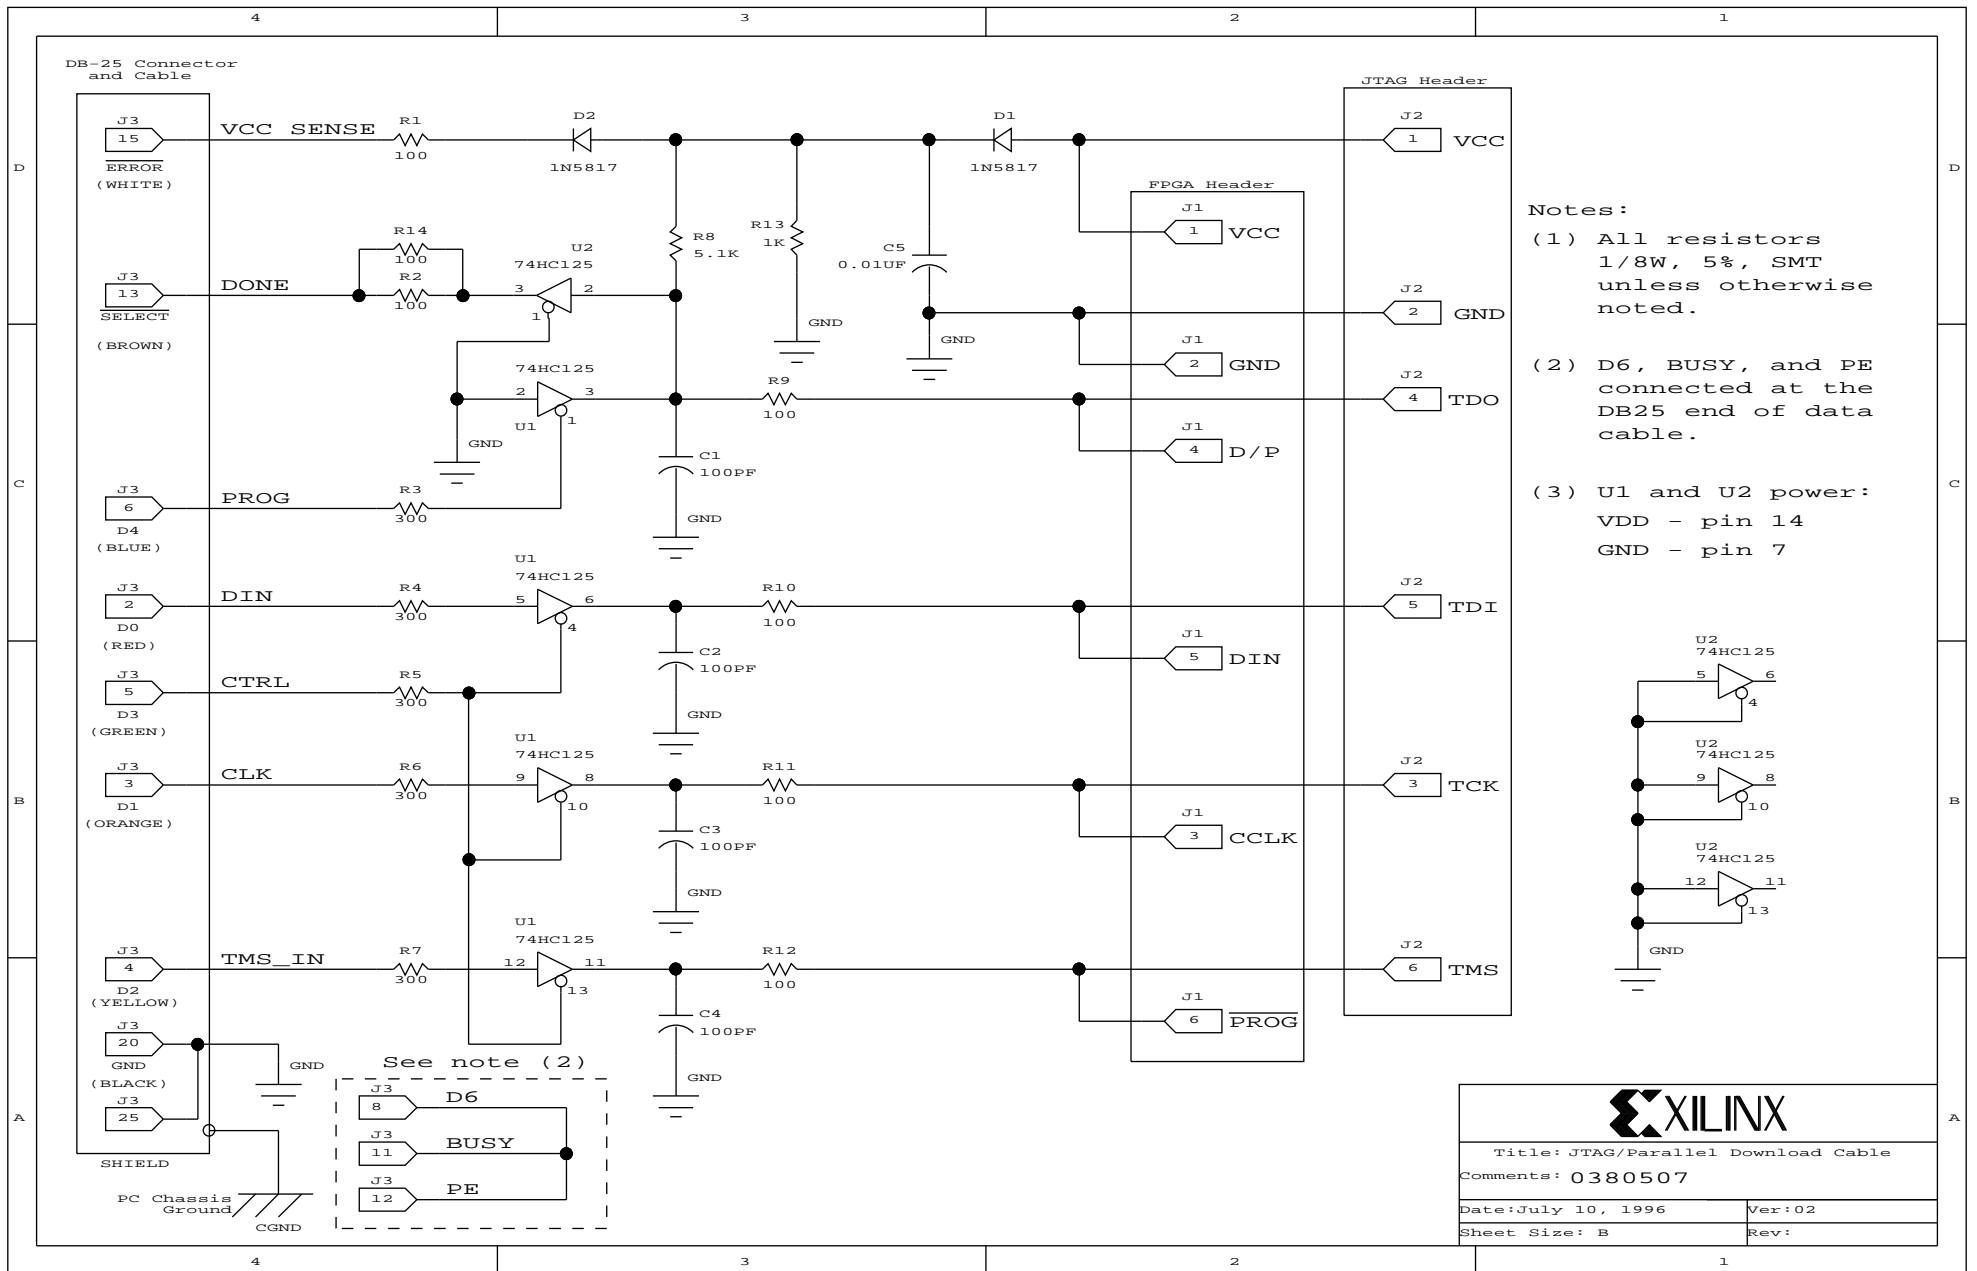 4 3 2 1
DB-25 Connector
and Cable
JTAG Header
J3
15
VCC SENSE
R1
100
D2
1N5817
D1
1N5817
J2
1
VCC
ERROR
(WHITE)
D
D
FPGA Header
J1
1
VCC
R14
100
R2
100
J3
13
DONE
SELECT
(BROWN)
U2
74HC125
3
2
1
R8
5.1K
R13
1K
GND
C5
0.01UF
GND
J2
2
GND
J1
2
GND
Notes:
(1) All resistors
1/8W, 5%, SMT
unless otherwise
noted.
(2) D6, BUSY, and PE
connected at the
DB25 end of data
cable.
(3) U1 and U2 power:
VDD - pin 14
GND - pin 7
74HC125
2
3
U1
1
GND
R9
100
J2
4
TDO
J1
4
D/P
C1
100PF
GND
C
C
J3
6
PROG
D4
(BLUE)
R3
300
J3
2
DIN
D0
(RED)
R4
300
U1
74HC125
5
6
4
R10
100
J2
5
TDI
C2
100PF
GND
J1
5
DIN
J3
5
CTRL
D3
(GREEN)
R5
300
U2
74HC125
5
6
4
U2
74HC125
9
8
10
U2
74HC125
12
11
13
GND
J3
3
CLK
D1
(ORANGE)
R6
300
U1
74HC125
9
8
10
R11
100
J2
3
TCK
B
B
C3
100PF
GND
J1
3
CCLK
J3
4
TMS_IN
D2
(YELLOW)
R7
300
U1
74HC125
12
11
13
R12
100
J2
6
TMS
C4
100PF
GND
J1
6
PROG
J3
20
GND
(BLACK)
GND
J3
25
SHIELD
PC Chassis
Ground
CGND
A
A
See note (2)
J3
8
D6
J3
11
BUSY
J3
12
PE
XILINX
Title: JTAG/Parallel Download Cable
Comments: 0380507
Date:July 10, 1996
Ver:02
Sheet Size: B
Rev:
4 3 2 1